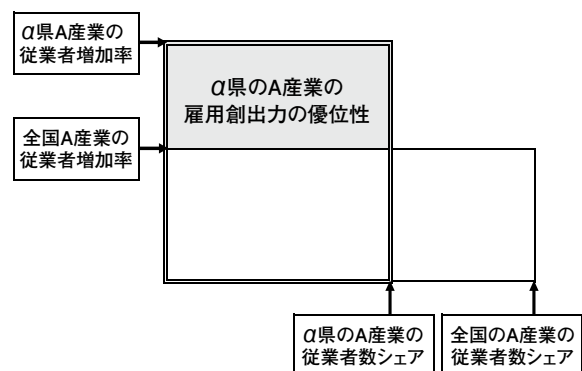 α県A産業の
従業者増加率
α県のA産業の
雇用創出力の優位性
全国A産業の
従業者増加率
α県のA産業の
従業者数シェア
全国のA産業の
従業者数シェア